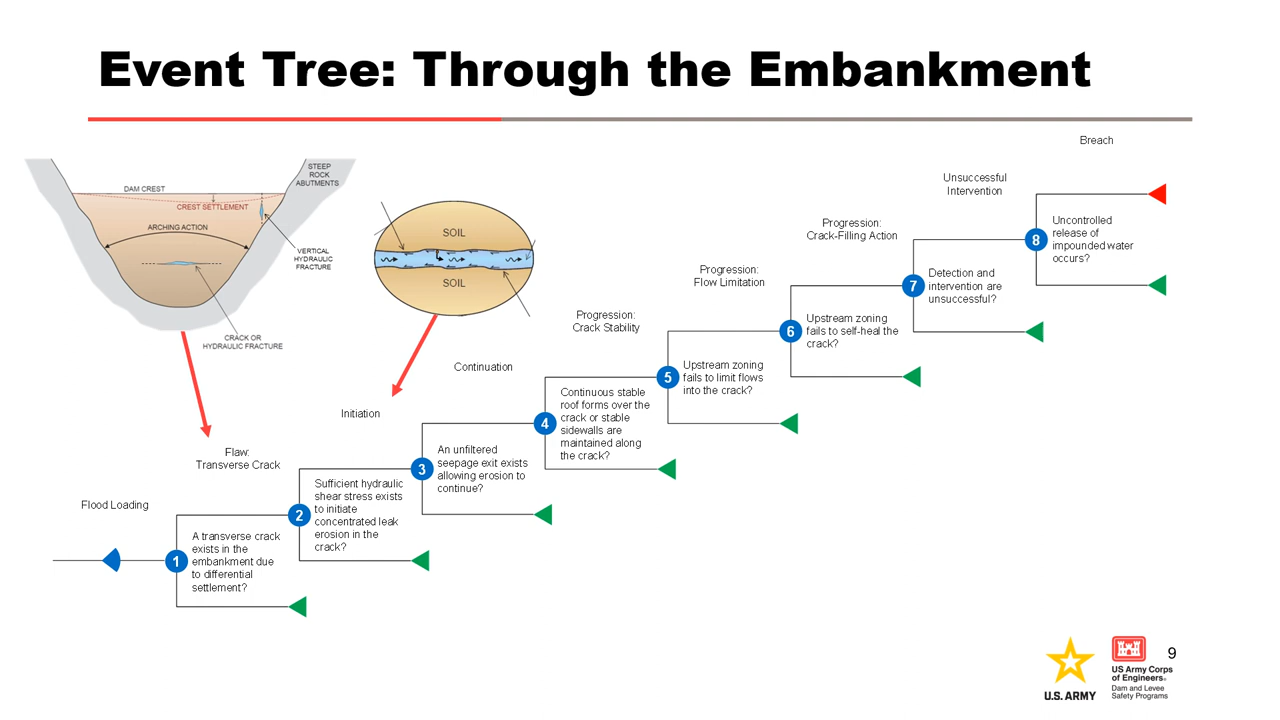 Event Tree: Through the Embankment
STEEP
ROCK
ABUTMENTS
DAM CREST
CREST SETTLEMENT
ARCHING ACTION
VERTICAL
HYDRAULIC
FRACTURE
CRACK OR
HYDRAULIC FRACTURE
SOIL
SOIL
Flood Loading
1
A transverse crack
exists in the
embankment due
to differential
settlement?
Flaw:
Transverse Crack
2
Sufficient hydraulic
shear stress exists
to initiate
concentrated leak
erosion in the
crack?
Initiation
3
An unfiltered
seepage exit exists
allowing erosion to
continue?
Continuation
4
Continuous stable
roof forms over the
crack or stable
sidewalls are
maintained along
the crack?
Progression:
Crack Stability
5
Upstream zoning
fails to limit flows
into the crack?
Progression:
Flow Limitation
6
Upstream zoning
fails to self-heal the
crack?
Progression:
Crack-Filling Action
7
Detection and
intervention are
unsuccessful?
Unsuccessful
Intervention
8
Uncontrolled
release of
impounded water
occurs?
Breach
U.S. ARMY
US Army Corps
of Engineers®
Dam and Levee
Safety Programs
9